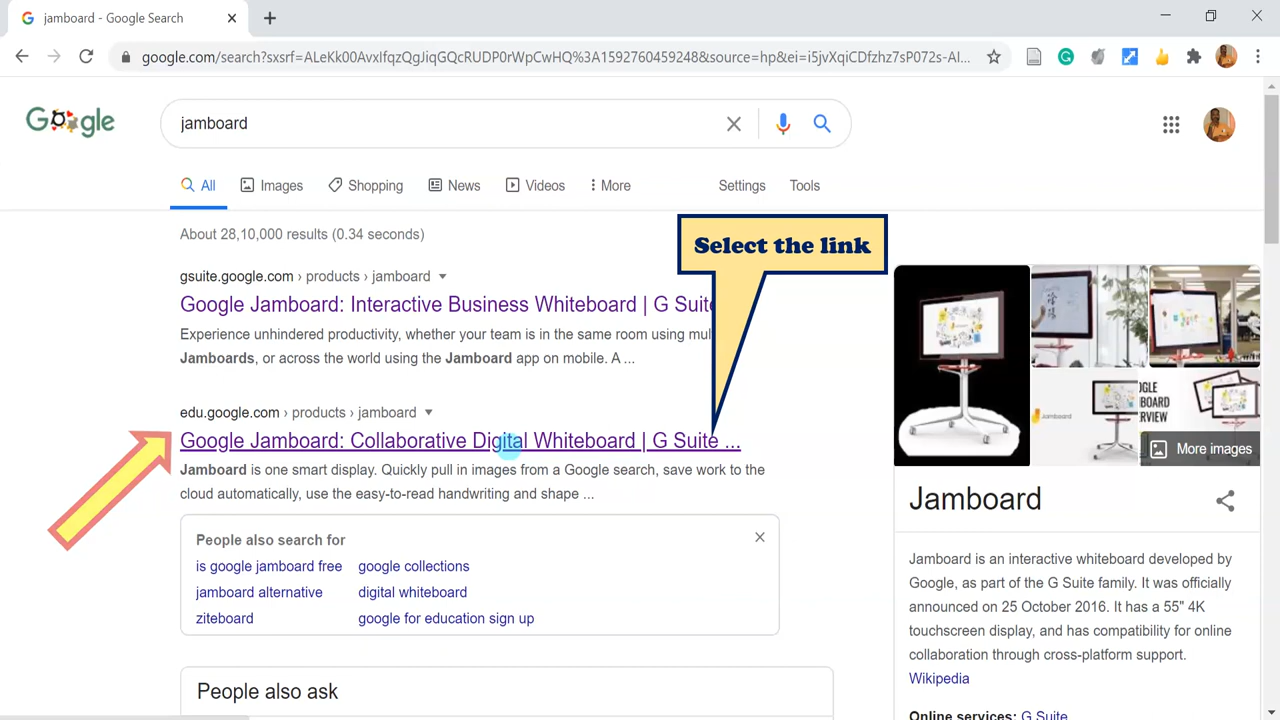 jamboard - Google Search
google.com/search?sxsrf=ALeKk00AvxIfqzQgJiqGQcRUDP0rWpCwHQ%3A1592760459248&source=hp&ei=i5jvXqiCDfzhz7sP072s-AI...
Google
jamboard
All Images Shopping News Videos More Settings Tools
About 28,10,000 results (0.34 seconds)
Select the link
gsuite.google.com › products › jamboard
Google Jamboard: Interactive Business Whiteboard | G Suite
Experience unhindered productivity, whether your team is in the same room using
Jamboards, or across the world using the Jamboard app on mobile. A ...
edu.google.com › products › jamboard
Google Jamboard: Collaborative Digital Whiteboard | G Suite ...
Jamboard is one smart display. Quickly pull in images from a Google search, save work to the
cloud automatically, use the easy-to-read handwriting and shape ...
People also search for
is google jamboard free google collections
jamboard alternative digital whiteboard
ziteboard google for education sign up
People also ask
Jamboard
More images
Jamboard
Jamboard is an interactive whiteboard developed by
Google, as part of the G Suite family. It was officially
announced on 25 October 2016. It has a 55" 4K
touchscreen display, and has compatibility for online
collaboration through cross-platform support.
Wikipedia
Online services: G Suite